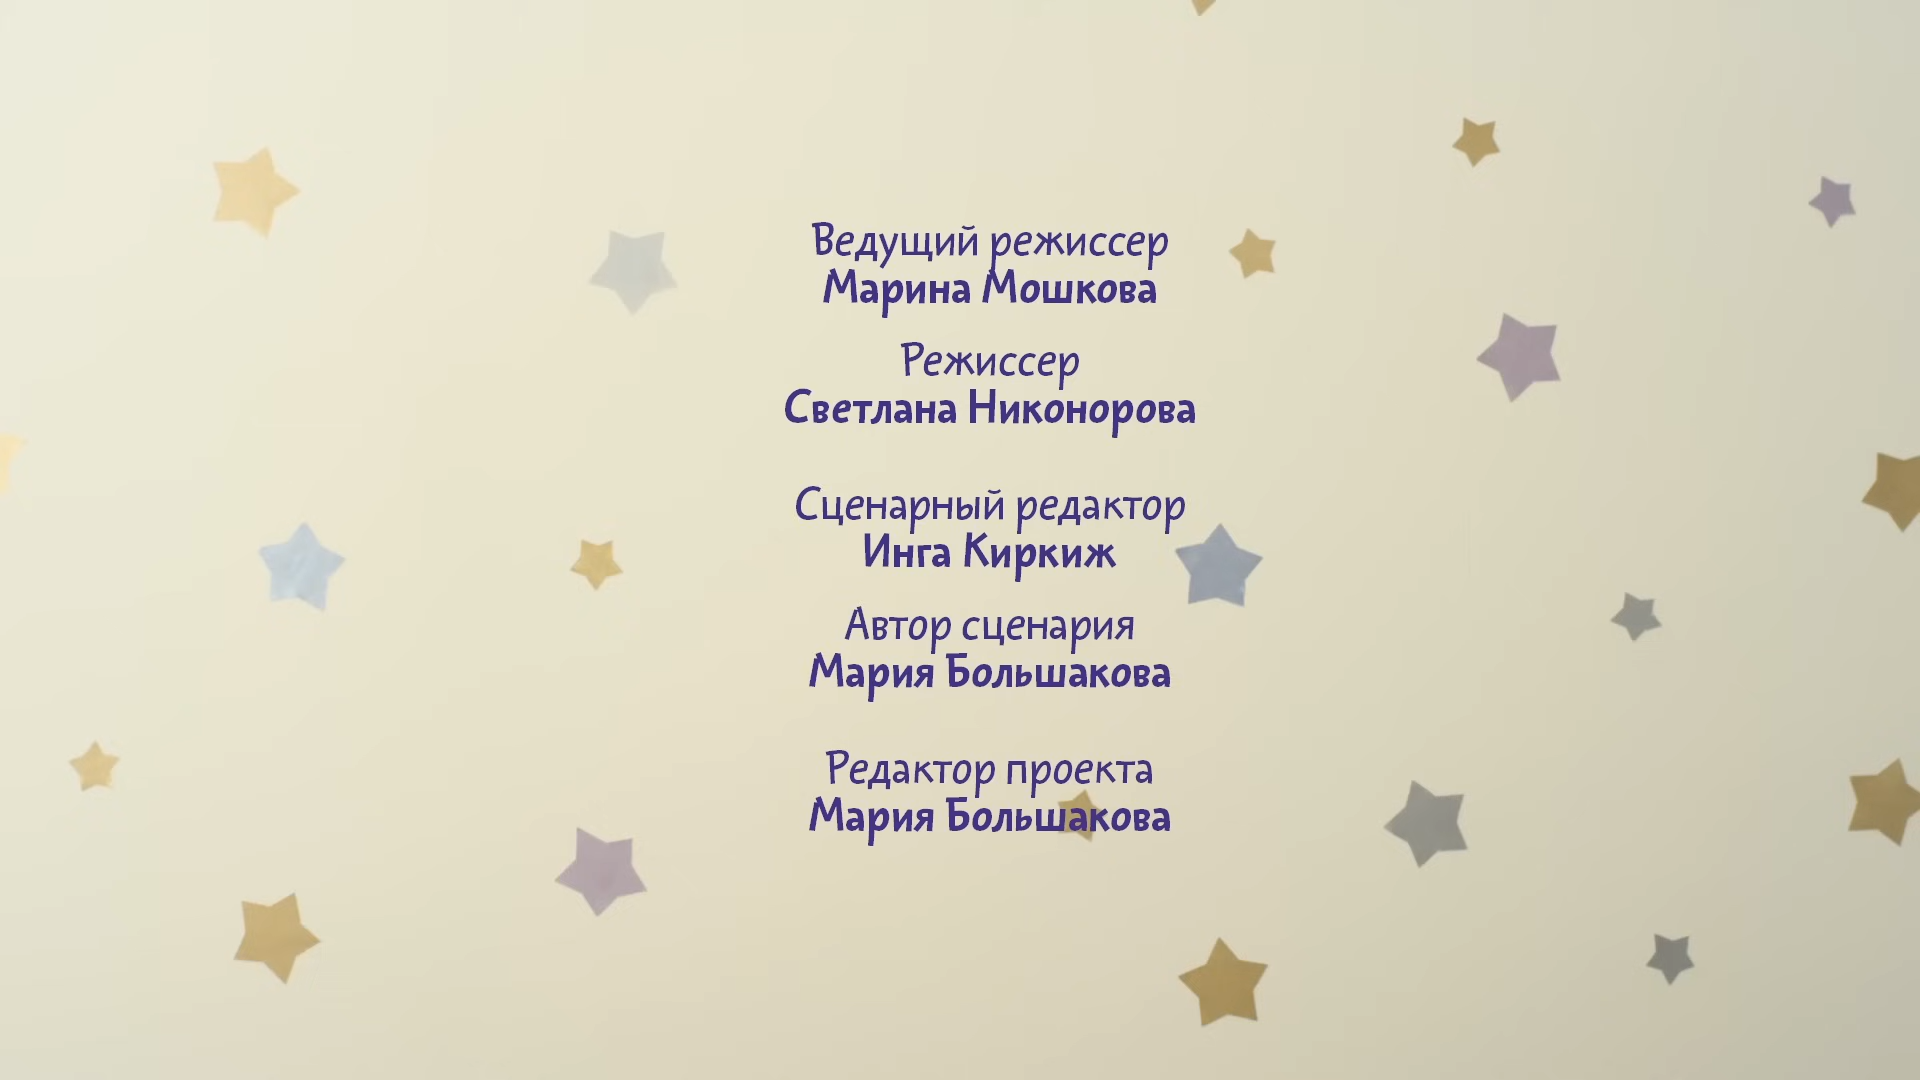 Ведущий режиссер
Марина Мошкова
Режиссер
Светлана Никонорова
Сценарный редактор
Инга Киркиж
Автор сценария
Мария Большакова
Редактор проекта
Мария Большакова